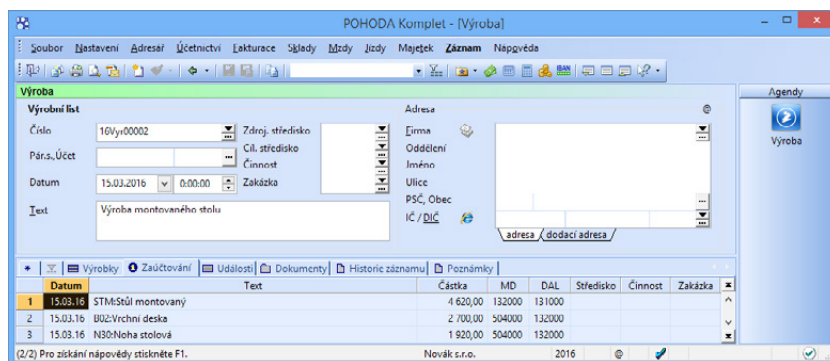 POHODA Komplet - [Výroba]
Soubor Nastavení Adresář Účetnictví Fakturace Sklady Mzdy Jízdy Majetek Záznam Nápověda
Výroba
Agendy
Výrobní list
Adresa @
Číslo 16Vyr00002 Zdroj. středisko
Firma
Výroba
Pár.s., Účet
Cíl. středisko
Oddělení
Činnost
Jméno
Datum 15.03.2016 0:00:00 Zakázka
Ulice
PSČ, Obec
Text Výroba montovaného stolu
IČ / DIČ
adresa dodací adresa
* Výrobky Zaúčtování Události Dokumenty Historie záznamu Poznámky
Datum Text Částka MD DAL Středisko Činnost Zakázka
1 15.03.16 STM:Stůl montovaný 4 620,00 132000 131000
2 15.03.16 B02:Vrchní deska 2 700,00 504000 132000
3 15.03.16 N30:Noha stolová 1 920,00 504000 132000
(2/2) Pro získání nápovědy stiskněte F1. Novák s.r.o. 2016 @